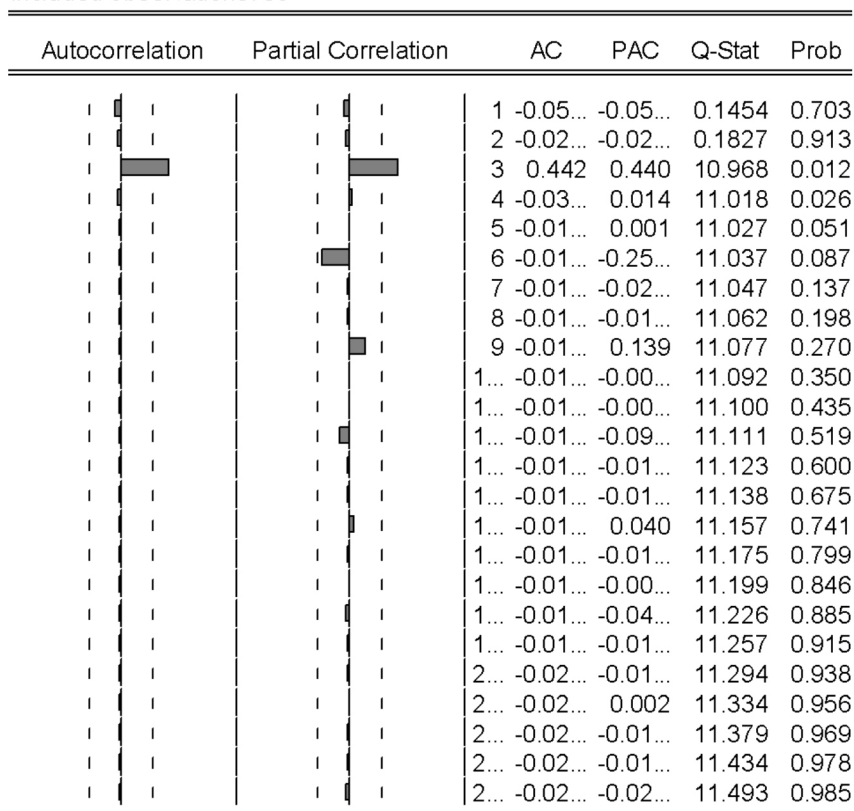 Autocorrelation Partial Correlation AC PAC Q-Stat Prob
1 -0.05... -0.05... 0.1454 0.703
2 -0.02... -0.02... 0.1827 0.913
3 0.442 0.440 10.968 0.012
4 -0.03... 0.014 11.018 0.026
5 -0.01... 0.001 11.027 0.051
6 -0.01... -0.25... 11.037 0.087
7 -0.01... -0.02... 11.047 0.137
8 -0.01... -0.01... 11.062 0.198
9 -0.01... 0.139 11.077 0.270
1... -0.01... -0.00... 11.092 0.350
1... -0.01... -0.00... 11.100 0.435
1... -0.01... -0.09... 11.111 0.519
1... -0.01... -0.01... 11.123 0.600
1... -0.01... -0.01... 11.138 0.675
1... -0.01... 0.040 11.157 0.741
1... -0.01... -0.01... 11.175 0.799
1... -0.01... -0.00... 11.199 0.846
1... -0.01... -0.04... 11.226 0.885
1... -0.01... -0.01... 11.257 0.915
2... -0.02... -0.01... 11.294 0.938
2... -0.02... 0.002 11.334 0.956
2... -0.02... -0.01... 11.379 0.969
2... -0.02... -0.01... 11.434 0.978
2... -0.02... -0.02... 11.493 0.985